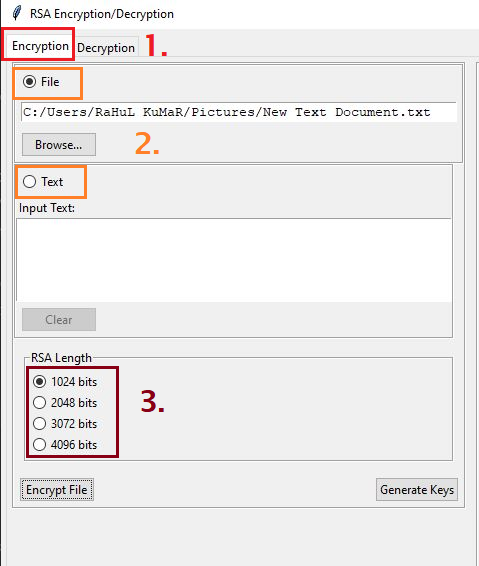 RSA Encryption/Decryption
Encryption Decryption 1.
File
C:/Users/RaHuL KuMaR/Pictures/New Text Document.txt
Browse... 2.
Text
Input Text:
Clear
RSA Length
1024 bits
2048 bits 3.
3072 bits
4096 bits
Encrypt File Generate Keys